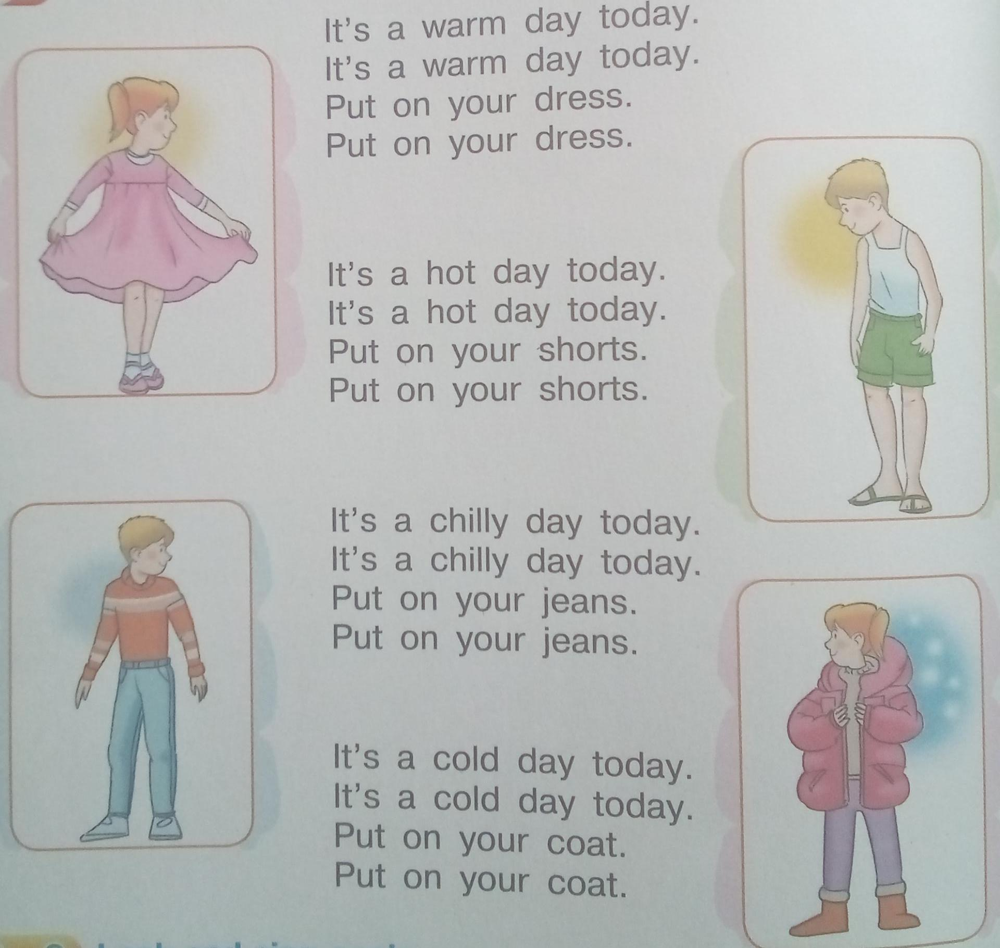 It's a warm day today.
It's a warm day today.
Put on your dress.
Put on your dress.
It's a hot day today.
It's a hot day today.
Put on your shorts.
Put on your shorts.
It's a chilly day today.
It's a chilly day today.
Put on your jeans.
Put on your jeans.
It's a cold day today.
It's a cold day today.
Put on your coat.
Put on your coat.